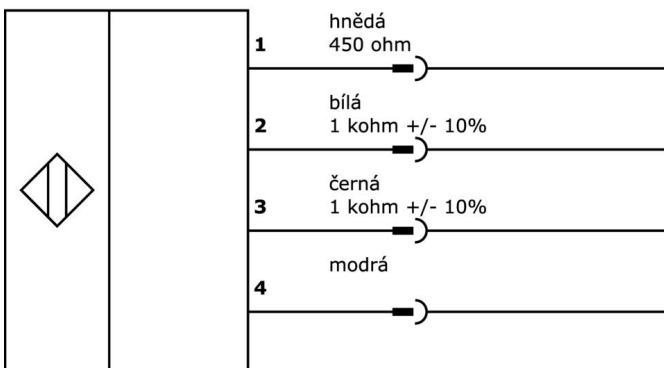 hnědá
1 450 ohm
bílá
2 1 kohm +/- 10%
černá
3 1 kohm +/- 10%
modrá
4